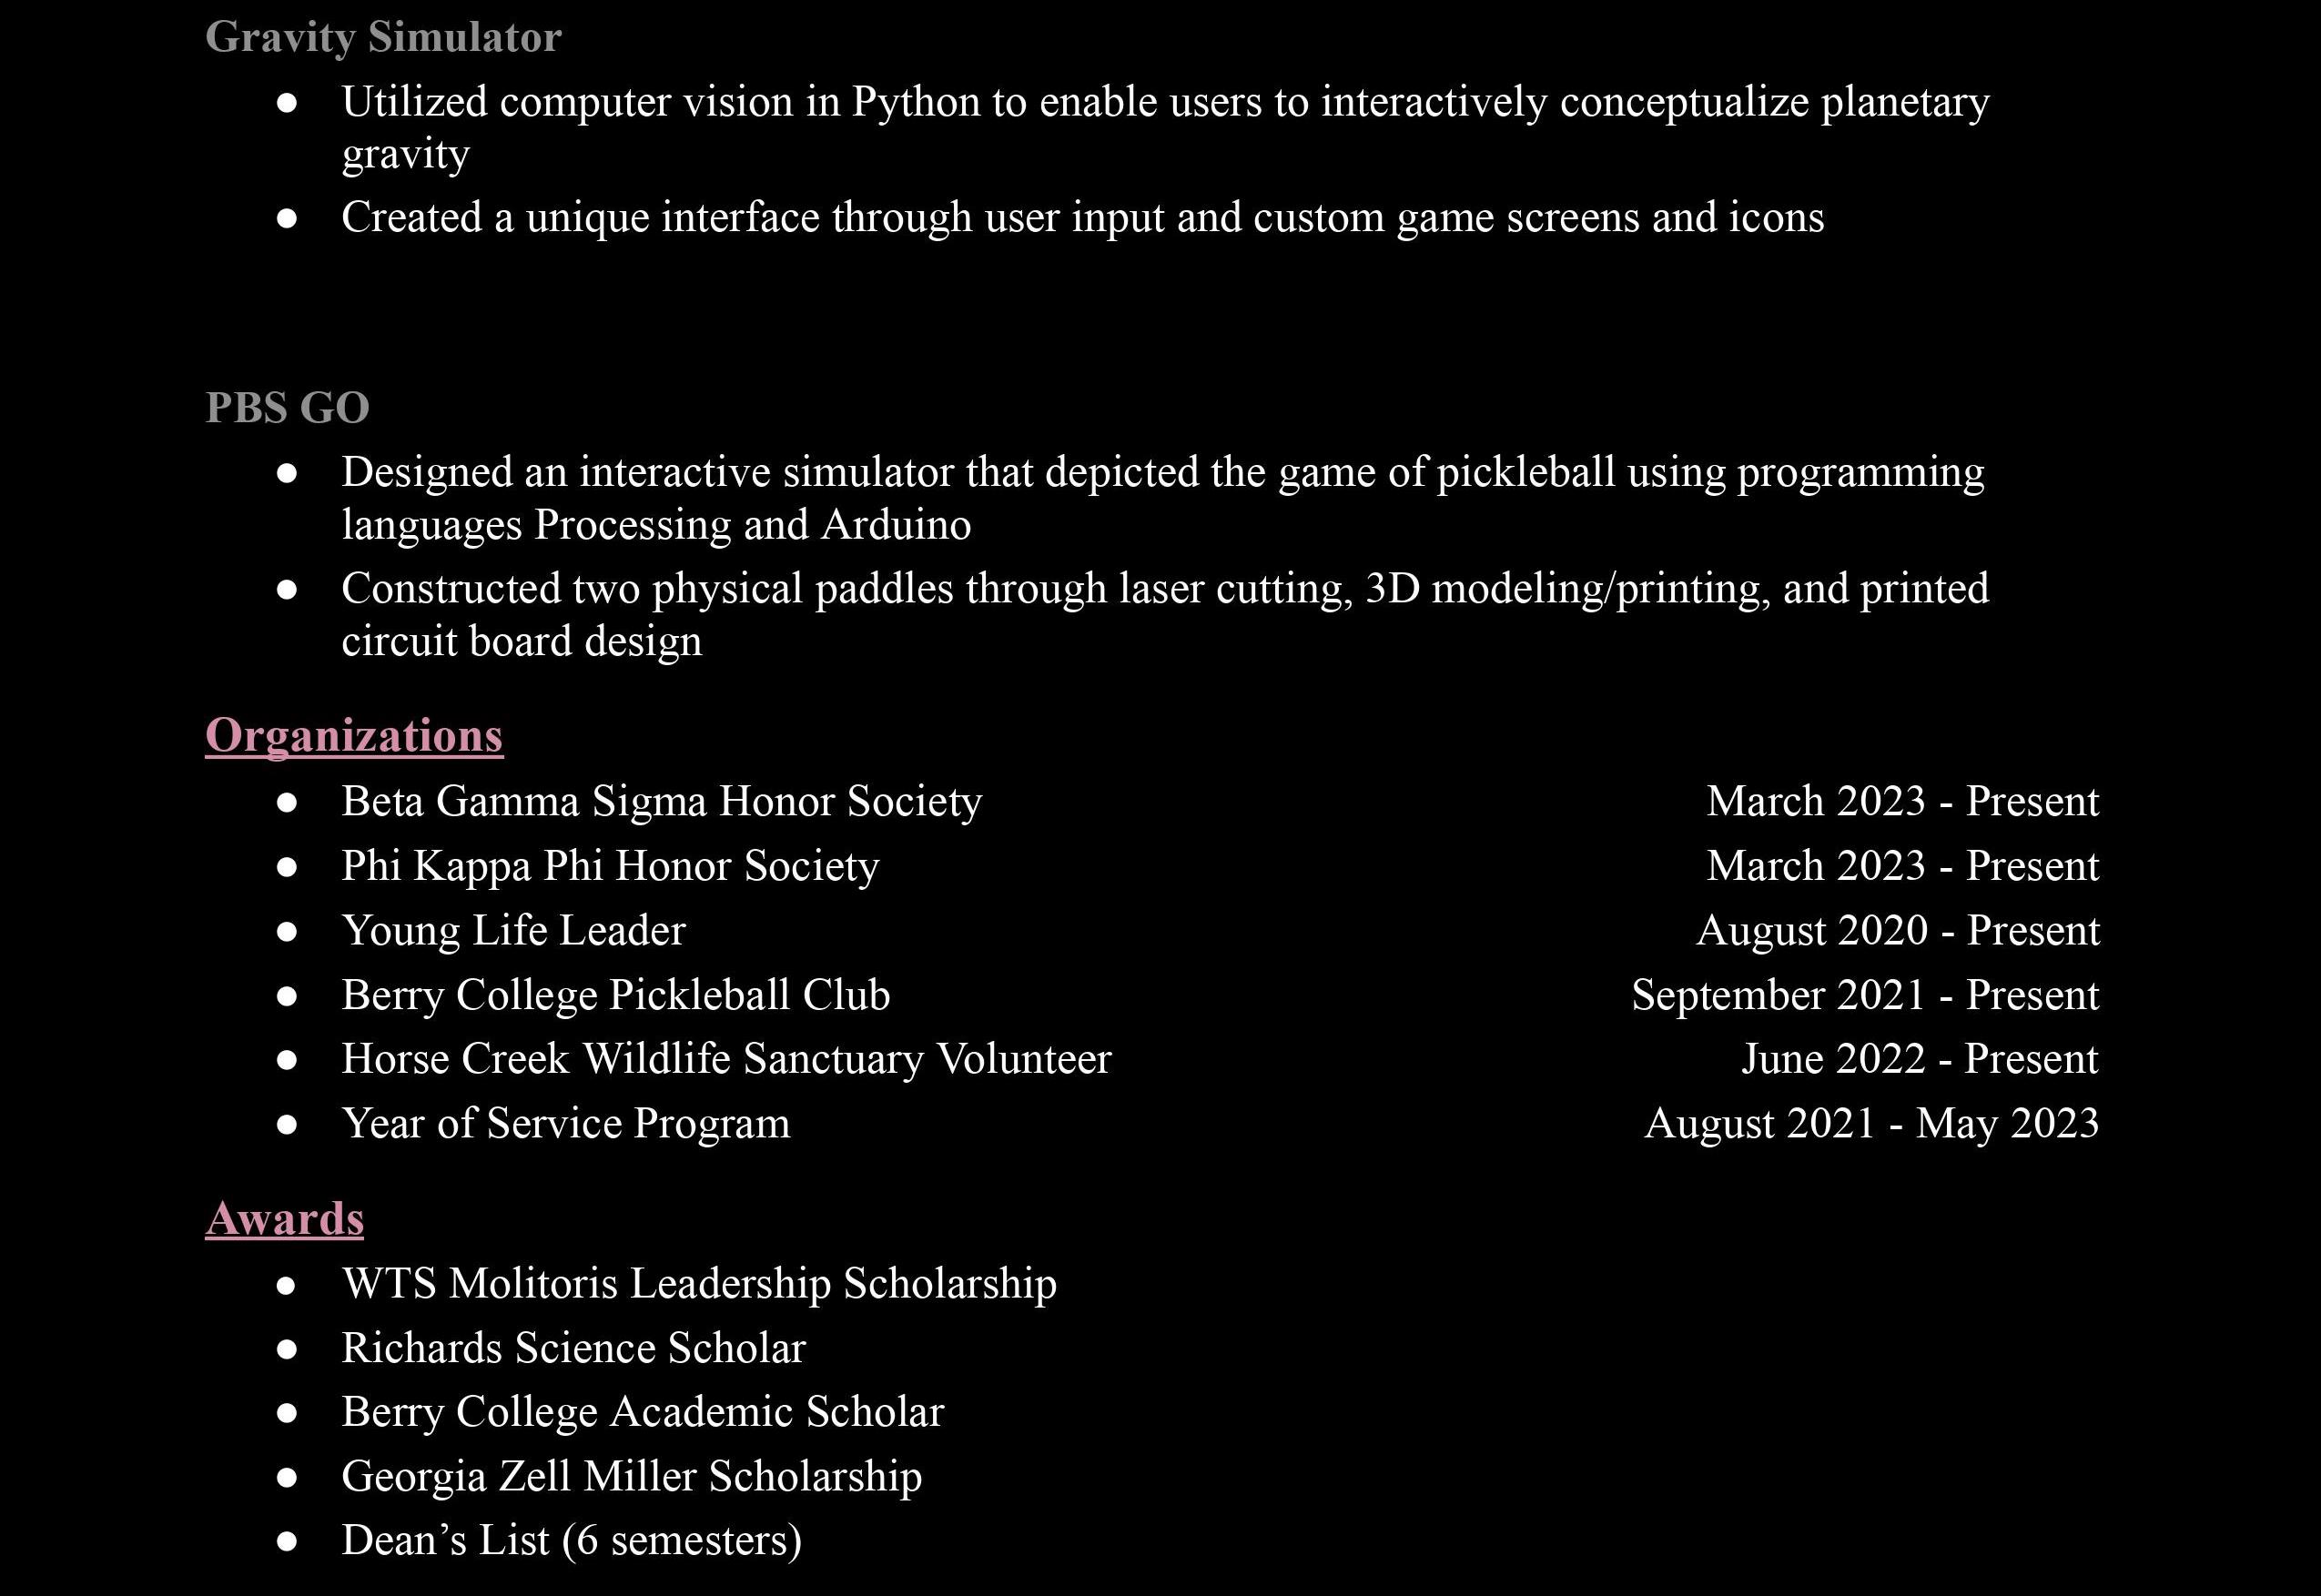 Gravity Simulator
● Utilized computer vision in Python to enable users to interactively conceptualize planetary
gravity
● Created a unique interface through user input and custom game screens and icons
PBS GO
● Designed an interactive simulator that depicted the game of pickleball using programming
languages Processing and Arduino
● Constructed two physical paddles through laser cutting, 3D modeling/printing, and printed
circuit board design
Organizations
● Beta Gamma Sigma Honor Society March 2023 - Present
● Phi Kappa Phi Honor Society March 2023 - Present
● Young Life Leader August 2020 - Present
● Berry College Pickleball Club September 2021 - Present
● Horse Creek Wildlife Sanctuary Volunteer June 2022 - Present
● Year of Service Program August 2021 - May 2023
Awards
● WTS Molitoris Leadership Scholarship
● Richards Science Scholar
● Berry College Academic Scholar
● Georgia Zell Miller Scholarship
● Dean’s List (6 semesters)